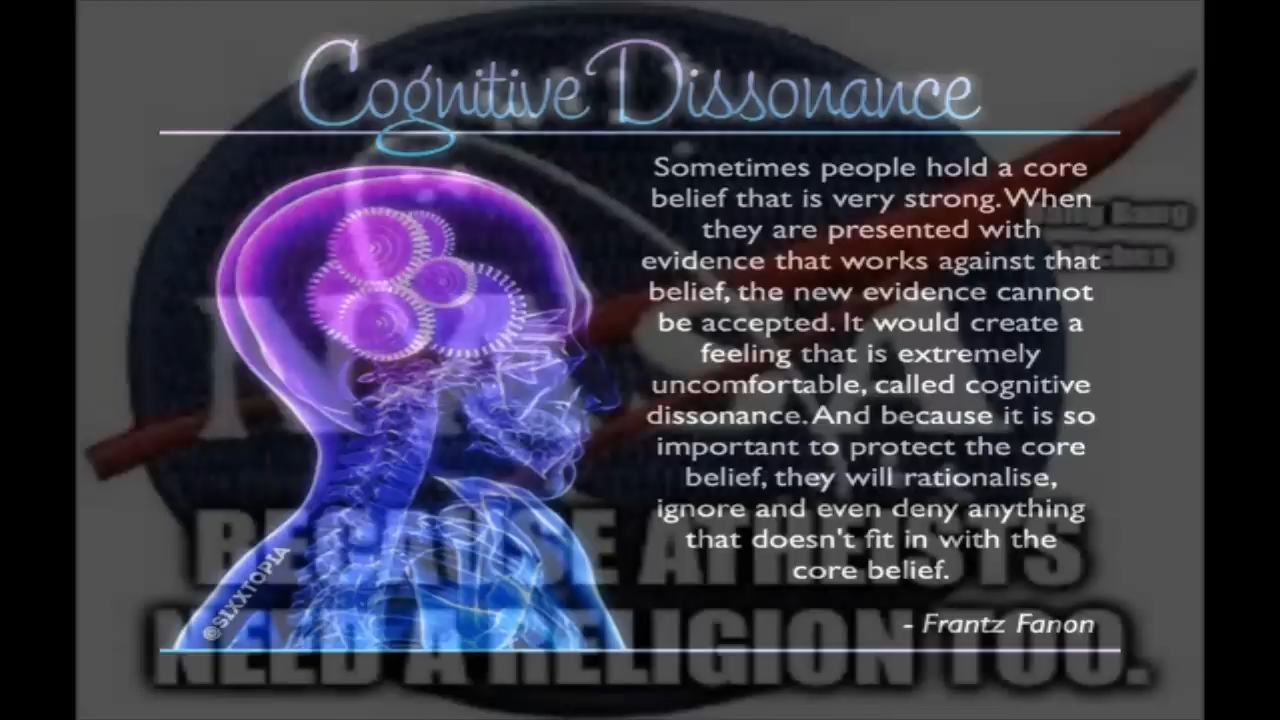 Cognitive Dissonance
Sometimes people hold a core
belief that is very strong. When
they are presented with
evidence that works against that
belief, the new evidence cannot
be accepted. It would create a
feeling that is extremely
uncomfortable, called cognitive
dissonance. And because it is so
important to protect the core
belief, they will rationalise,
ignore and even deny anything
that doesn't fit in with the
core belief.
- Frantz Fanon
@SIXXTOPIA
BECAUSE ATHEISTS
NEED A RELIGION TOO.